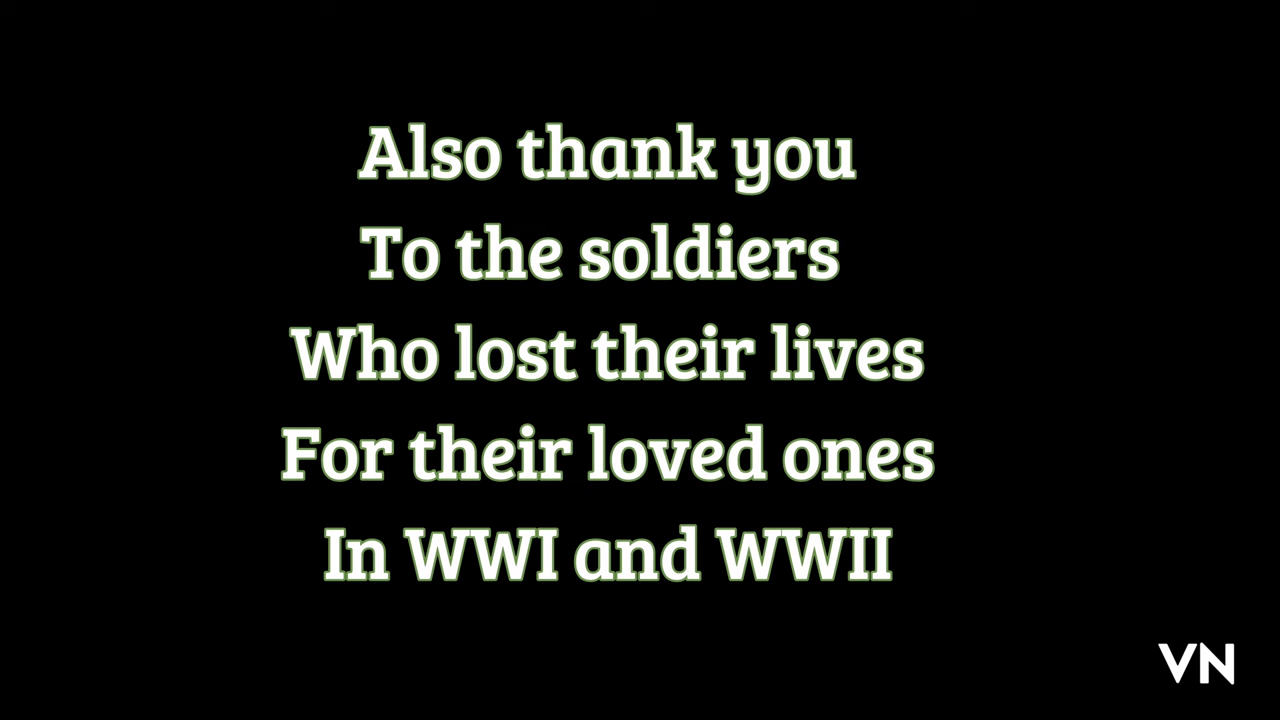 Also thank you
To the soldiers
Who lost their lives
For their loved ones
In WWI and WWII
VN